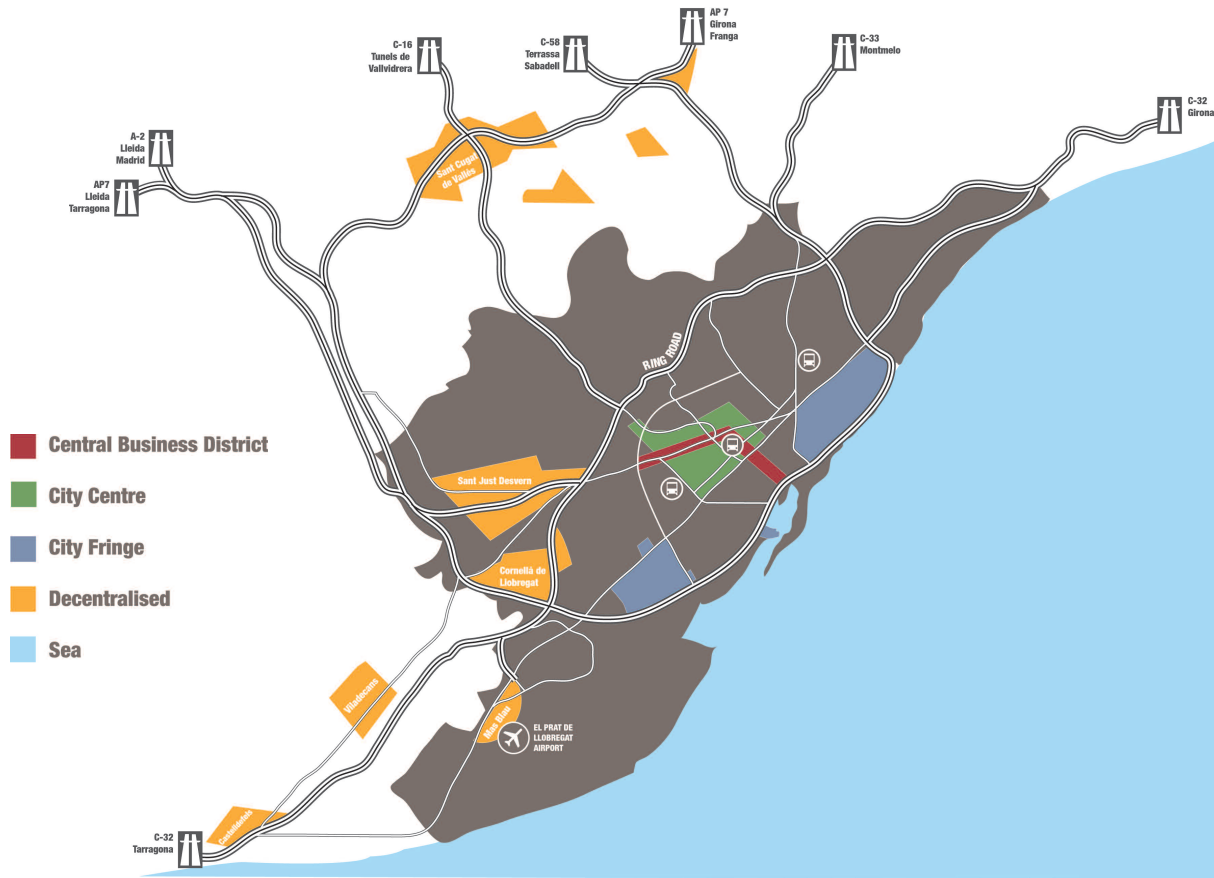 AP 7
Girona
Franga
C-16
Tunels de
Vallvidrera
C-58
Terrassa
Sabadell
C-33
Montmelo
C-32
Girona
A-2
Lleida
Madrid
AP7
Lleida
Tarragona
Sant Cugat
de Vallés
RING ROAD
Central Business District
City Centre
City Fringe
Decentralised
Sea
Sant Just Desvera
Cornellà de
Llobregat
Viladecans
Mas Blau
EL PRAT DE
LLOBREGAT
AIRPORT
Castelldefels
C-32
Tarragona